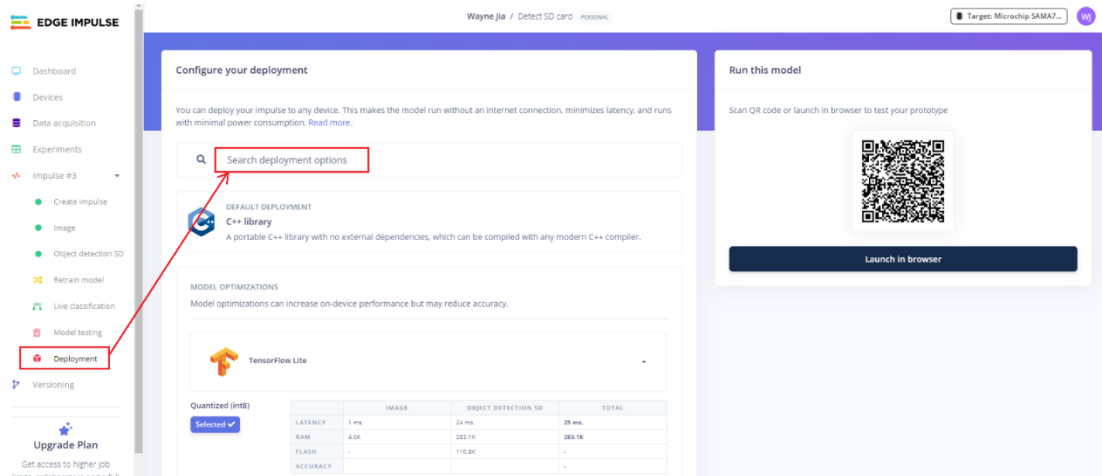 EDGE IMPULSE
Wayne Jia / Detect SD card PERSONAL
Target: Microchip SAMA7...
WJ
Dashboard
Devices
Data acquisition
Experiments
Impulse #3
Create impulse
Image
Object detection SD
Retrain model
Live classification
Model testing
Deployment
Versioning
Upgrade Plan
Get access to higher job
Configure your deployment
You can deploy your impulse to any device. This makes the model run without an internet connection, minimizes latency, and runs
with minimal power consumption. Read more.
Search deployment options
DEFAULT DEPLOYMENT
C++ library
A portable C++ library with no external dependencies, which can be compiled with any modern C++ compiler.
MODEL OPTIMIZATIONS
Model optimizations can increase on-device performance but may reduce accuracy.
TensorFlow Lite
Quantized (int8)
Selected ✓
IMAGE OBJECT DETECTION SD TOTAL
LATENCY 1 ms. 24 ms. 25 ms.
RAM 4.0K 283.1K 283.1K
FLASH - 110.8K -
ACCURACY -
Run this model
Scan QR code or launch in browser to test your prototype
Launch in browser